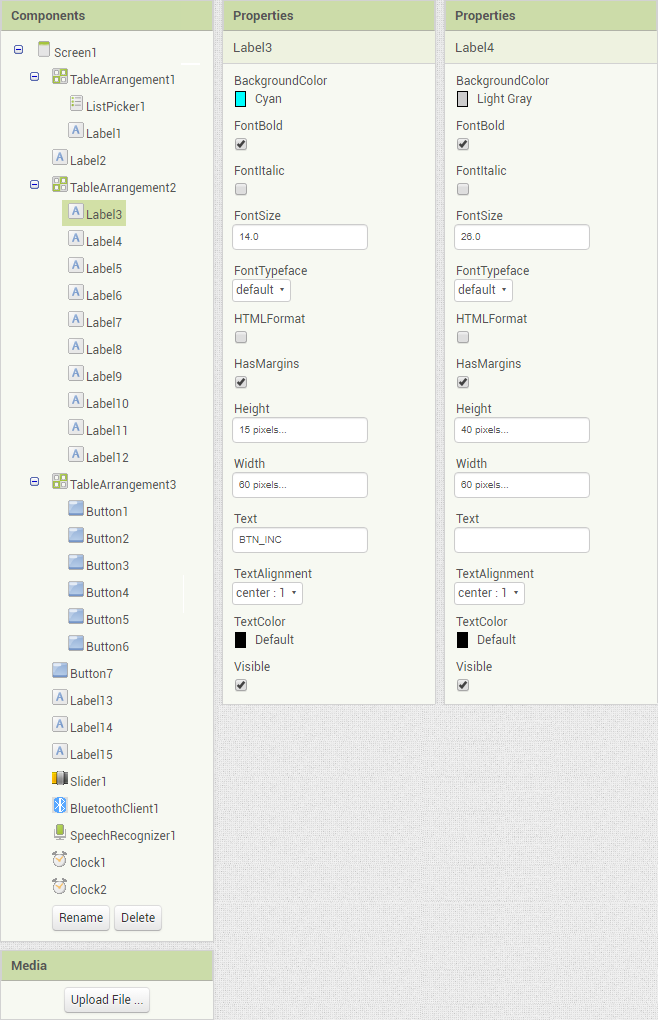 Components
Screen1
TableArrangement1
ListPicker1
A Label1
A Label2
TableArrangement2
A Label3
A Label4
A Label5
A Label6
A Label7
A Label8
A Label9
A Label10
A Label11
A Label12
TableArrangement3
Button1
Button2
Button3
Button4
Button5
Button6
Button7
A Label13
A Label14
A Label15
Slider1
BluetoothClient1
SpeechRecognizer1
Clock1
Clock2
Rename Delete
Media
Upload File ...
Properties
Label3
BackgroundColor
Cyan
FontBold
FontItalic
FontSize
14.0
FontTypeface
default
HTMLFormat
HasMargins
Height
15 pixels...
Width
60 pixels...
Text
BTN_INC
TextAlignment
center : 1
TextColor
Default
Visible
Properties
Label4
BackgroundColor
Light Gray
FontBold
FontItalic
FontSize
26.0
FontTypeface
default
HTMLFormat
HasMargins
Height
40 pixels...
Width
60 pixels...
Text
TextAlignment
center : 1
TextColor
Default
Visible